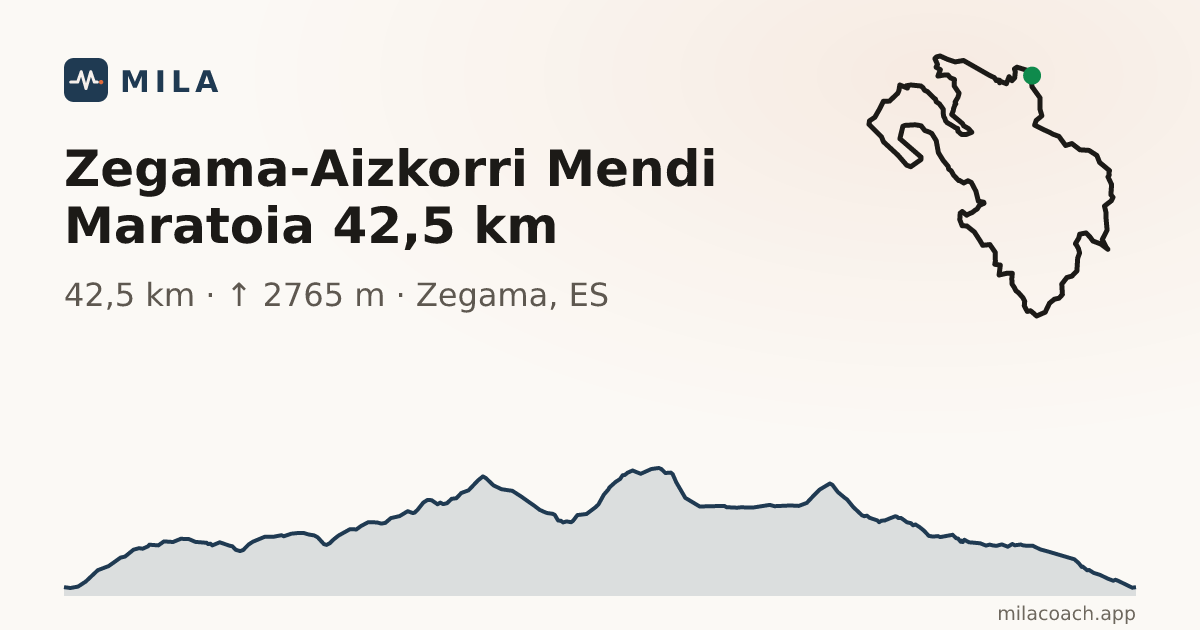 MILA
Zegama-Aizkorri Mendi
Maratoia 42,5 km
42,5 km · ↑ 2765 m · Zegama, ES
milacoach.app